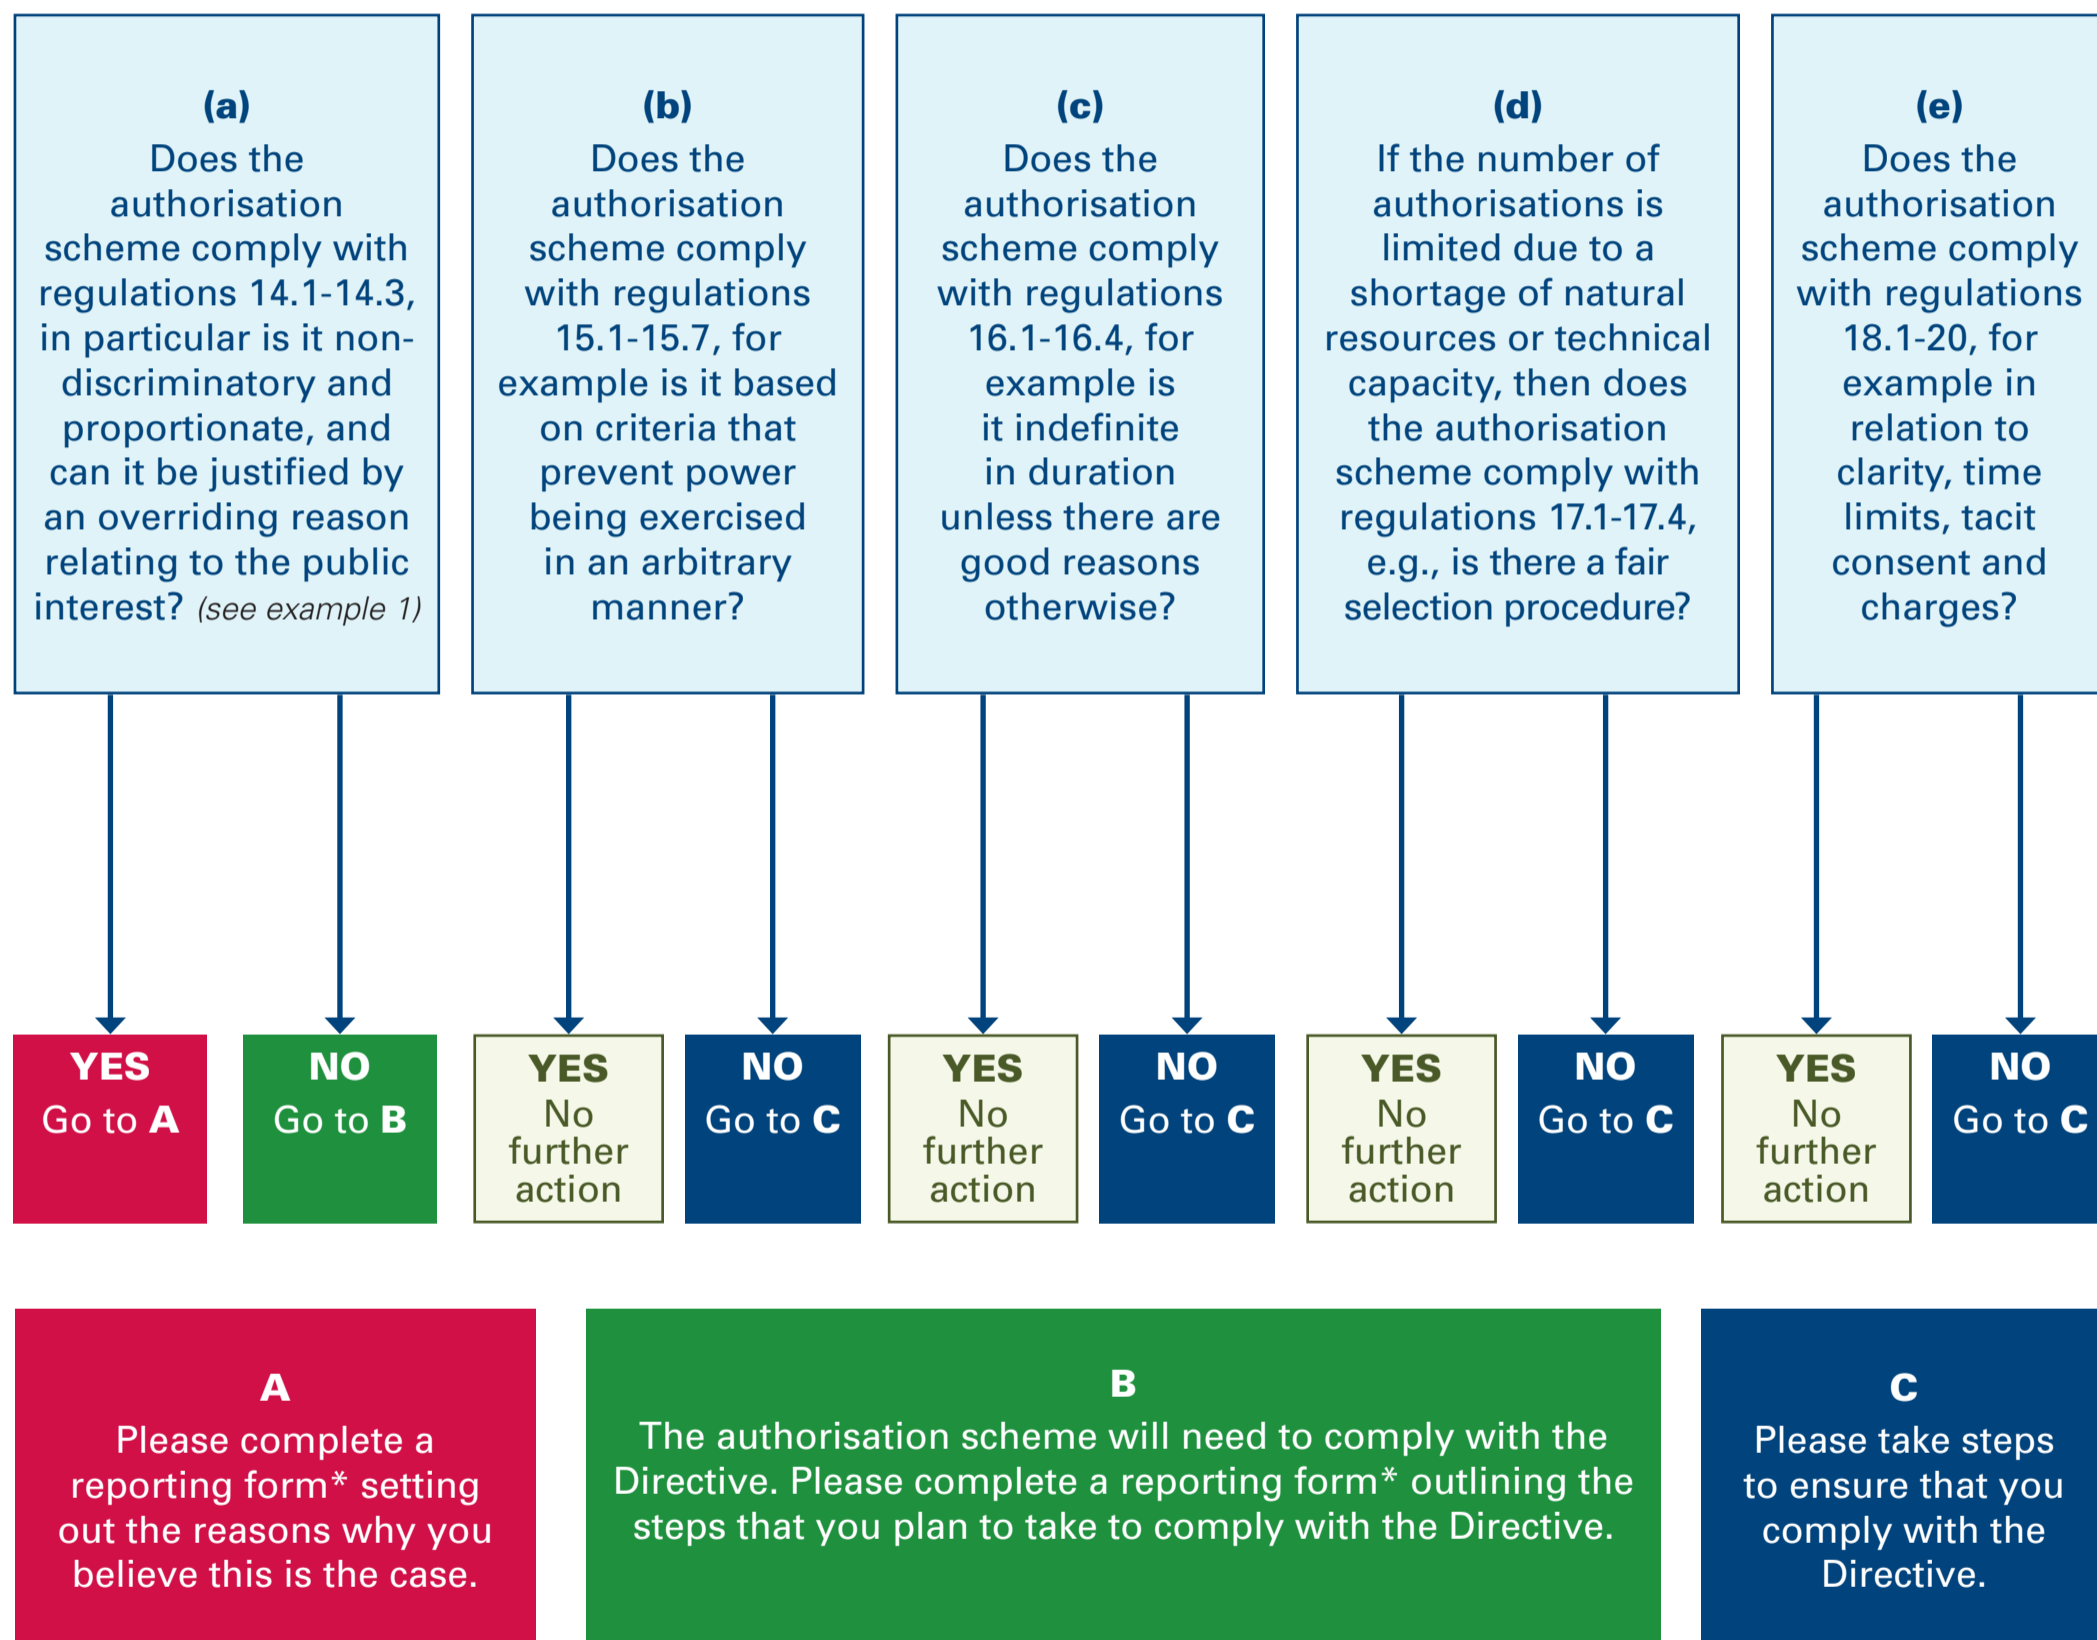 (a)
Does the
authorisation
scheme comply with
regulations 14.1-14.3,
in particular is it non-
discriminatory and
proportionate, and
can it be justified by
an overriding reason
relating to the public
interest? (see example 1)
(b)
Does the
authorisation
scheme comply
with regulations
15.1-15.7, for
example is it based
on criteria that
prevent power
being exercised
in an arbitrary
manner?
(c)
Does the
authorisation
scheme comply
with regulations
16.1-16.4, for
example is
it indefinite
in duration
unless there are
good reasons
otherwise?
(d)
If the number of
authorisations is
limited due to a
shortage of natural
resources or technical
capacity, then does
the authorisation
scheme comply with
regulations 17.1-17.4,
e.g., is there a fair
selection procedure?
(e)
Does the
authorisation
scheme comply
with regulations
18.1-20, for
example in
relation to
clarity, time
limits, tacit
consent and
charges?
YES
Go to A
NO
Go to B
YES
No
further
action
NO
Go to C
YES
No
further
action
NO
Go to C
YES
No
further
action
NO
Go to C
YES
No
further
action
NO
Go to C
A
Please complete a
reporting form* setting
out the reasons why you
believe this is the case.
B
The authorisation scheme will need to comply with the
Directive. Please complete a reporting form* outlining the
steps that you plan to take to comply with the Directive.
C
Please take steps
to ensure that you
comply with the
Directive.